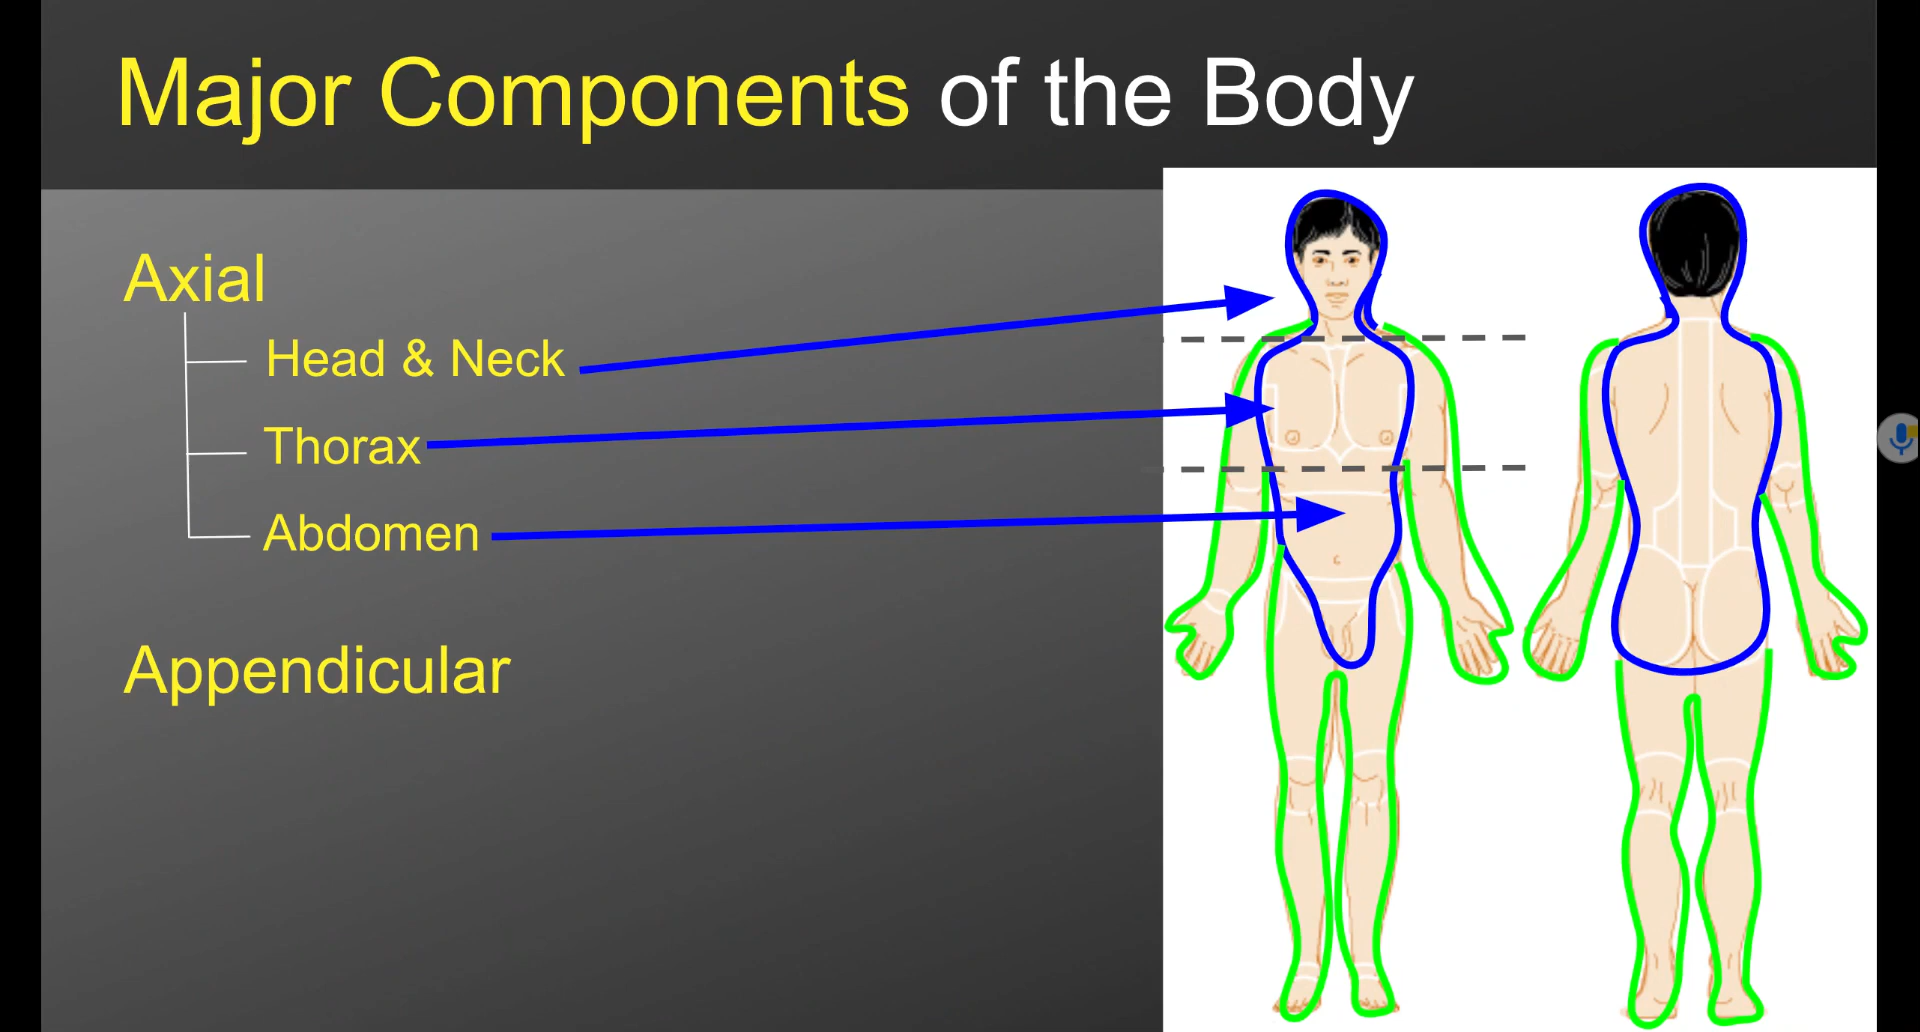 Major Components of the Body
Axial
Head & Neck
Thorax
Abdomen
Appendicular